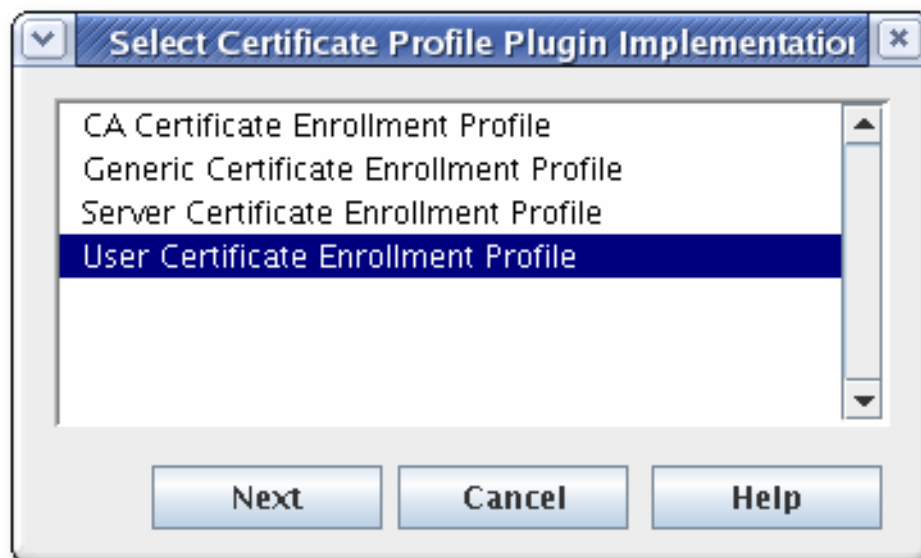 Select Certificate Profile Plugin Implementation
CA Certificate Enrollment Profile
Generic Certificate Enrollment Profile
Server Certificate Enrollment Profile
User Certificate Enrollment Profile
Next Cancel Help